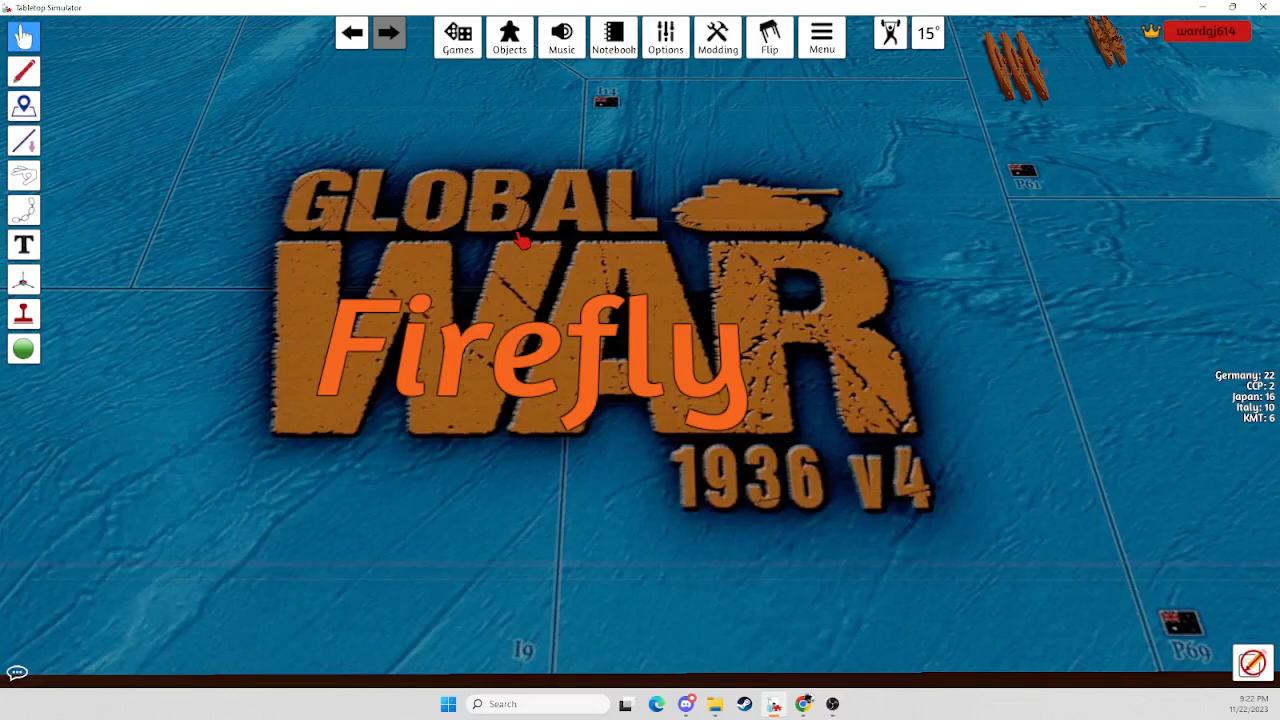 Tabletop Simulator
Games
Objects
Music
Notebook
Options
Modding
Flip
Menu
15°
wardgj614
T
I14
P61
GLOBAL
WAR
Firefly
1936 v4
Germany: 22
CCP: 2
Japan: 16
Italy: 10
KMT: 6
I9
P69
Search
9:22 PM
11/22/2023